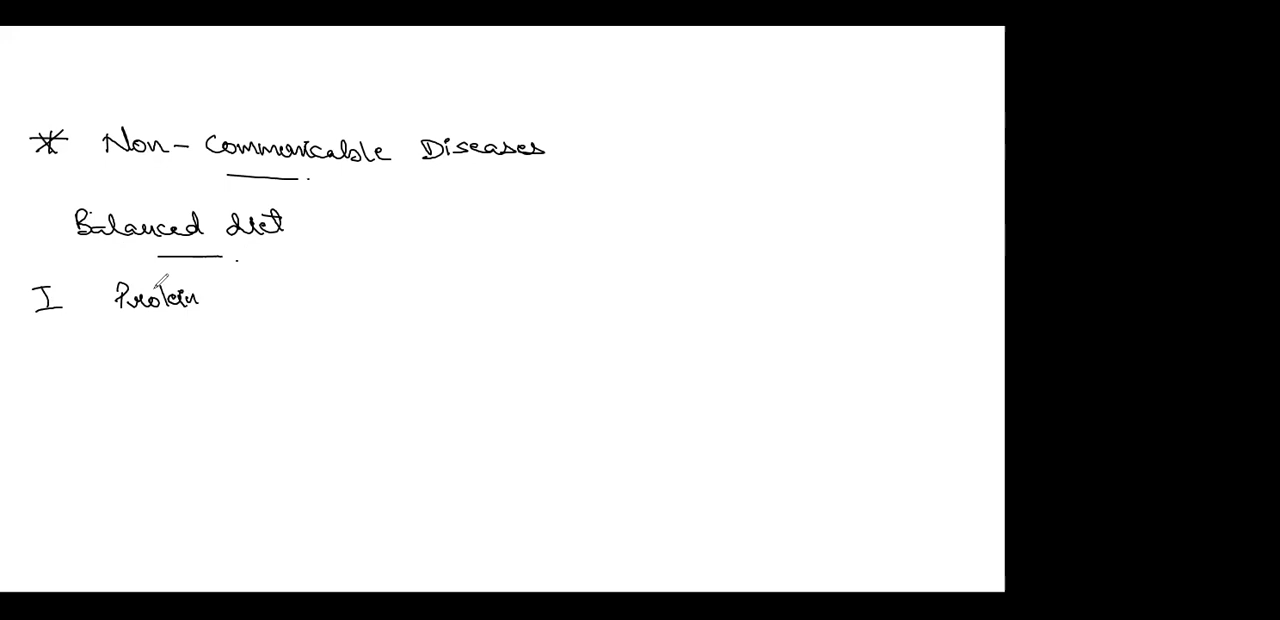 * Non-Communicable Diseases
Balanced diet
I Protein